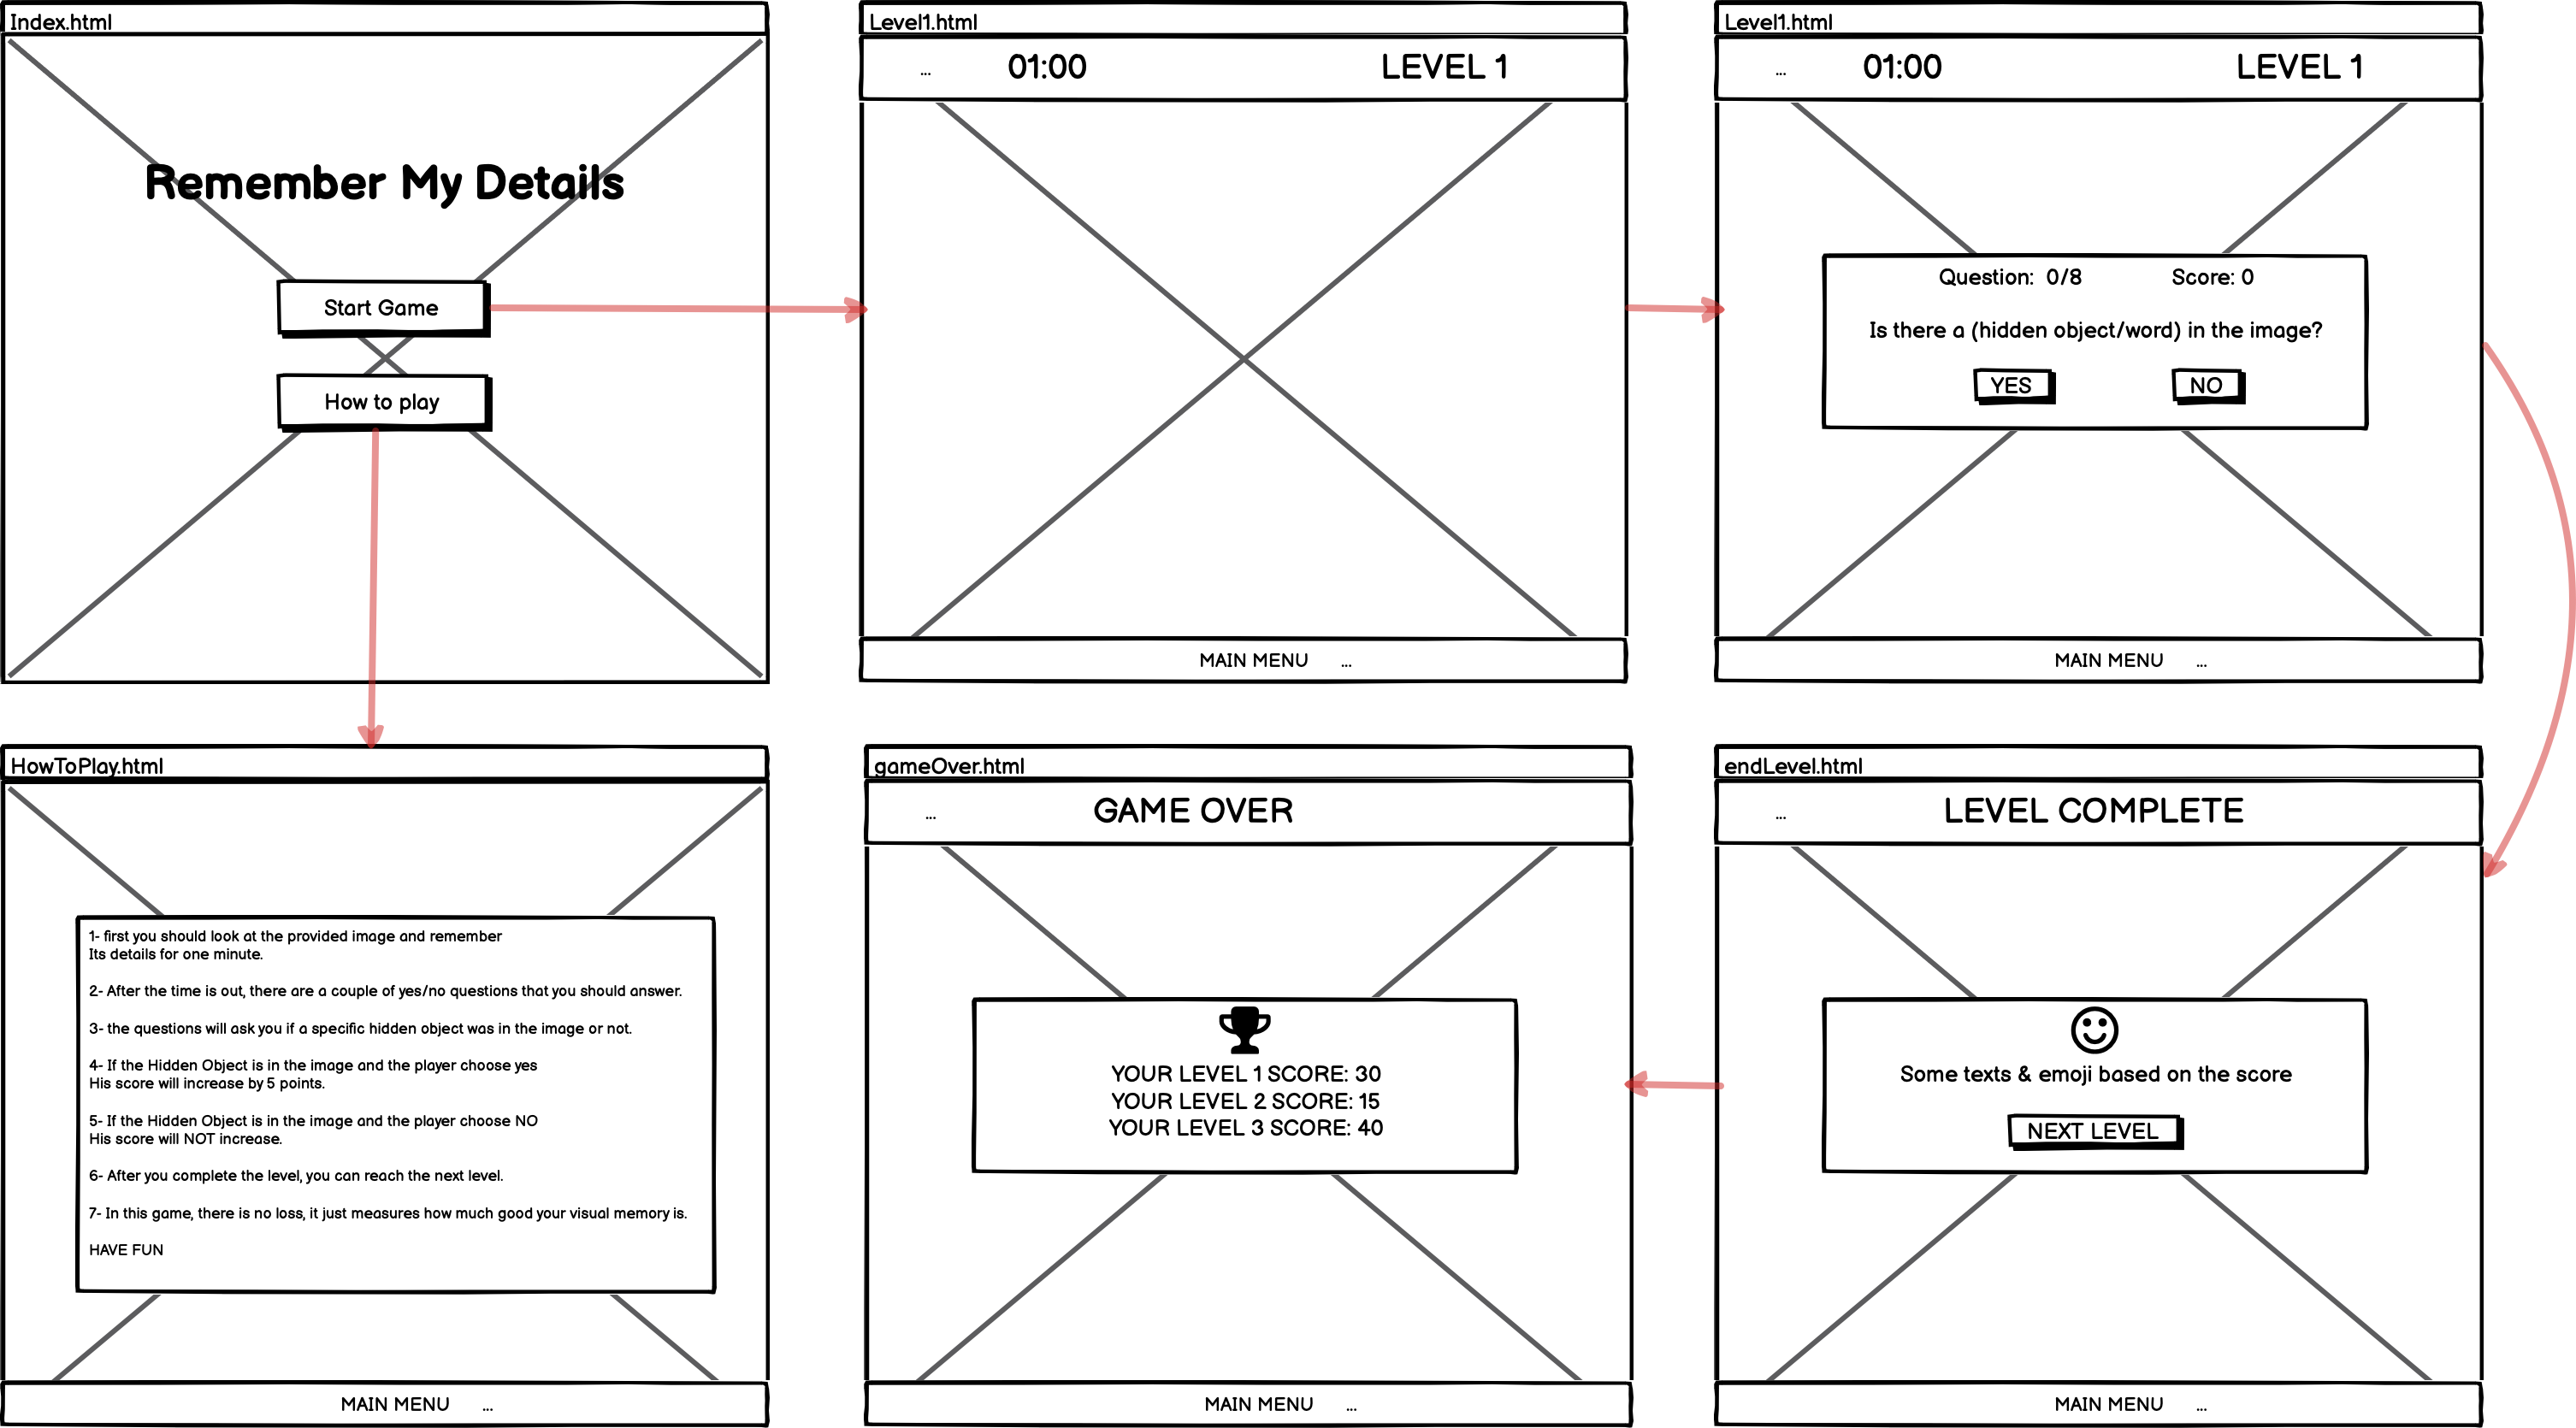 Index.html
Remember My Details
Start Game
How to play
Level1.html
... 01:00 LEVEL 1
MAIN MENU ...
Level1.html
... 01:00 LEVEL 1
Question: 0/8 Score: 0
Is there a (hidden object/word) in the image?
YES NO
MAIN MENU ...
HowToPlay.html
1- first you should look at the provided image and remember
Its details for one minute.
2- After the time is out, there are a couple of yes/no questions that you should answer.
3- the questions will ask you if a specific hidden object was in the image or not.
4- If the Hidden Object is in the image and the player choose yes
His score will increase by 5 points.
5- If the Hidden Object is in the image and the player choose NO
His score will NOT increase.
6- After you complete the level, you can reach the next level.
7- In this game, there is no loss, it just measures how much good your visual memory is.
HAVE FUN
MAIN MENU ...
gameOver.html
... GAME OVER
YOUR LEVEL 1 SCORE: 30
YOUR LEVEL 2 SCORE: 15
YOUR LEVEL 3 SCORE: 40
MAIN MENU ...
endLevel.html
... LEVEL COMPLETE
Some texts & emoji based on the score
NEXT LEVEL
MAIN MENU ...